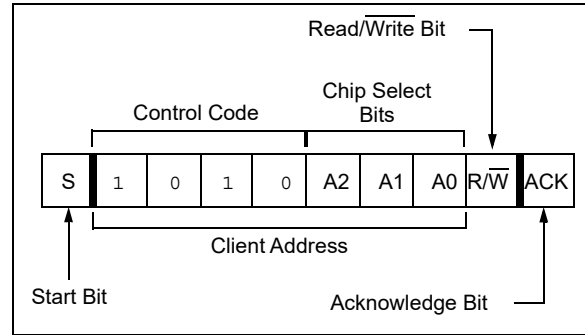 Read/Write Bit
Chip Select
Bits
Control Code
S 1 0 1 0 A2 A1 A0 R/W ACK
Client Address
Start Bit
Acknowledge Bit